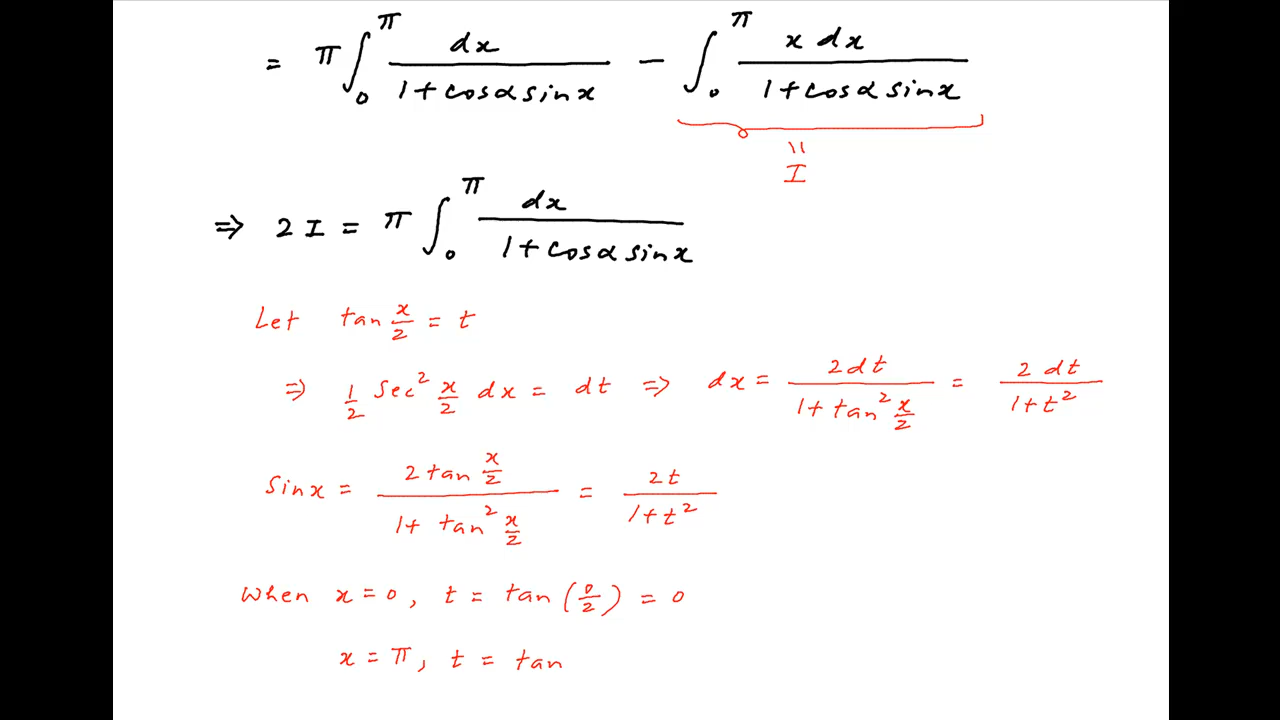 = π ∫₀^π dx/(1+cosα sinx) − ∫₀^π x dx/(1+cosα sinx)
= I
⇒ 2I = π ∫₀^π dx/(1+cosα sinx)
Let tan x/2 = t
⇒ 1/2 sec² x/2 dx = dt ⇒ dx = 2dt/(1+tan² x/2) = 2dt/(1+t²)
Sinx = 2tan x/2/(1+tan² x/2) = 2t/(1+t²)
When x=0, t = tan(0/2) = 0
x=π, t = tan